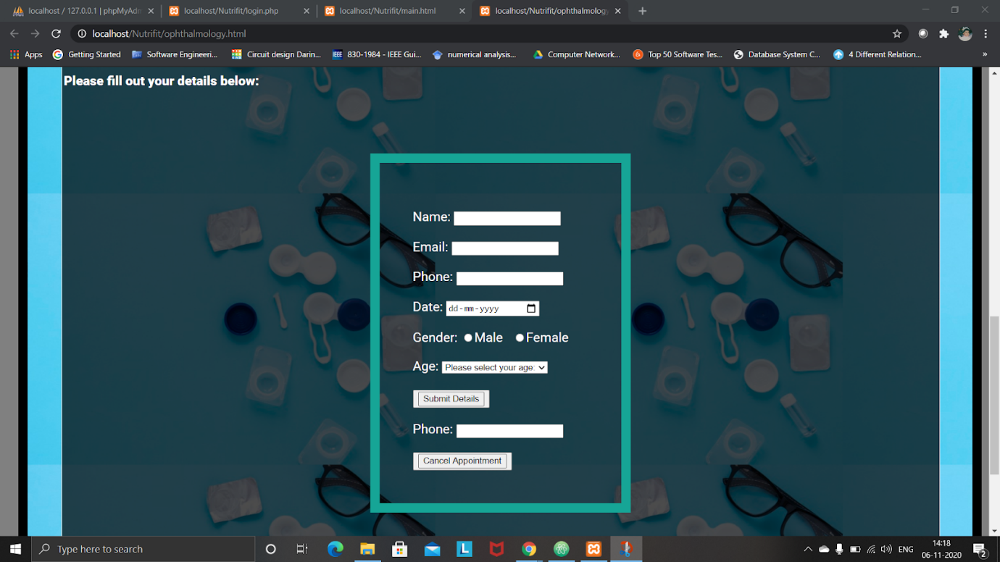 localhost / 127.0.0.1 | phpMyAdm
localhost/Nutrifit/login.php
localhost/Nutrifit/main.html
localhost/Nutrifit/ophthalmology
localhost/Nutrifit/ophthalmology.html
Apps
Getting Started
Software Engineeri...
Circuit design Darin...
IEEE
830-1984 - IEEE Gui...
numerical analysis...
Computer Network...
Top 50 Software Tes...
Database System C...
4 Different Relation...
»
Please fill out your details below:
Name:
Email:
Phone:
Date: dd-mm-yyyy
Gender: Male Female
Age: Please select your age:
Submit Details
Phone:
Cancel Appointment
Type here to search
L
ENG
14:18
06-11-2020
2